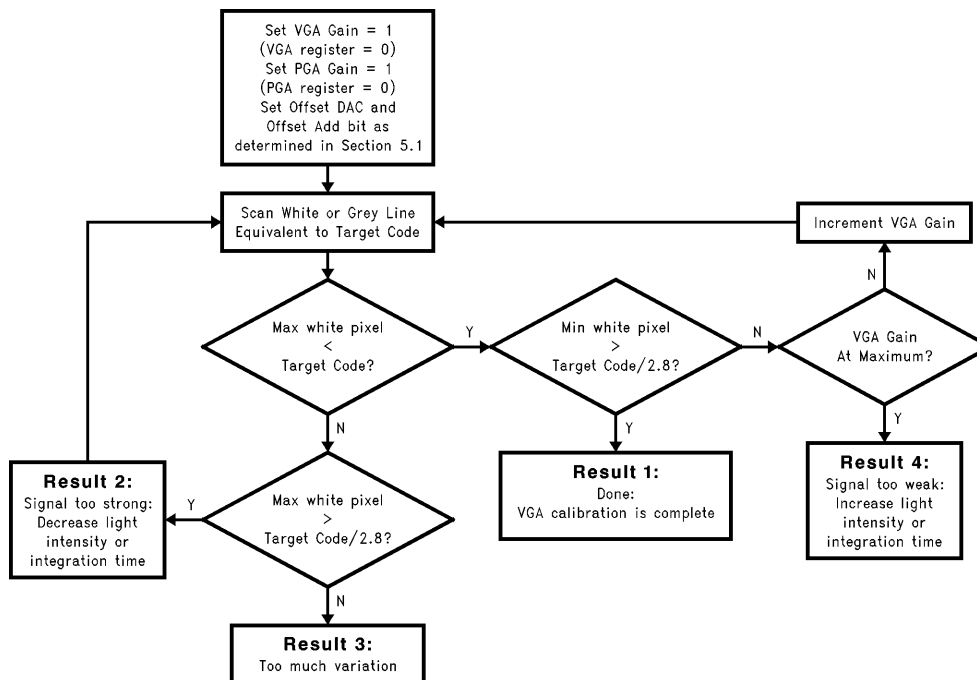 Set VGA Gain = 1
(VGA register = 0)
Set PGA Gain = 1
(PGA register = 0)
Set Offset DAC and
Offset Add bit as
determined in Section 5.1
Scan White or Grey Line
Equivalent to Target Code
Increment VGA Gain
N
Max white pixel
<
Target Code?
Y
Min white pixel
>
Target Code/2.8?
N
VGA Gain
At Maximum?
N
Y
Y
Result 2:
Signal too strong:
Decrease light
intensity or
integration time
Y
Max white pixel
>
Target Code/2.8?
Result 1:
Done:
VGA calibration is complete
Result 4:
Signal too weak:
Increase light
intensity or
integration time
N
Result 3:
Too much variation